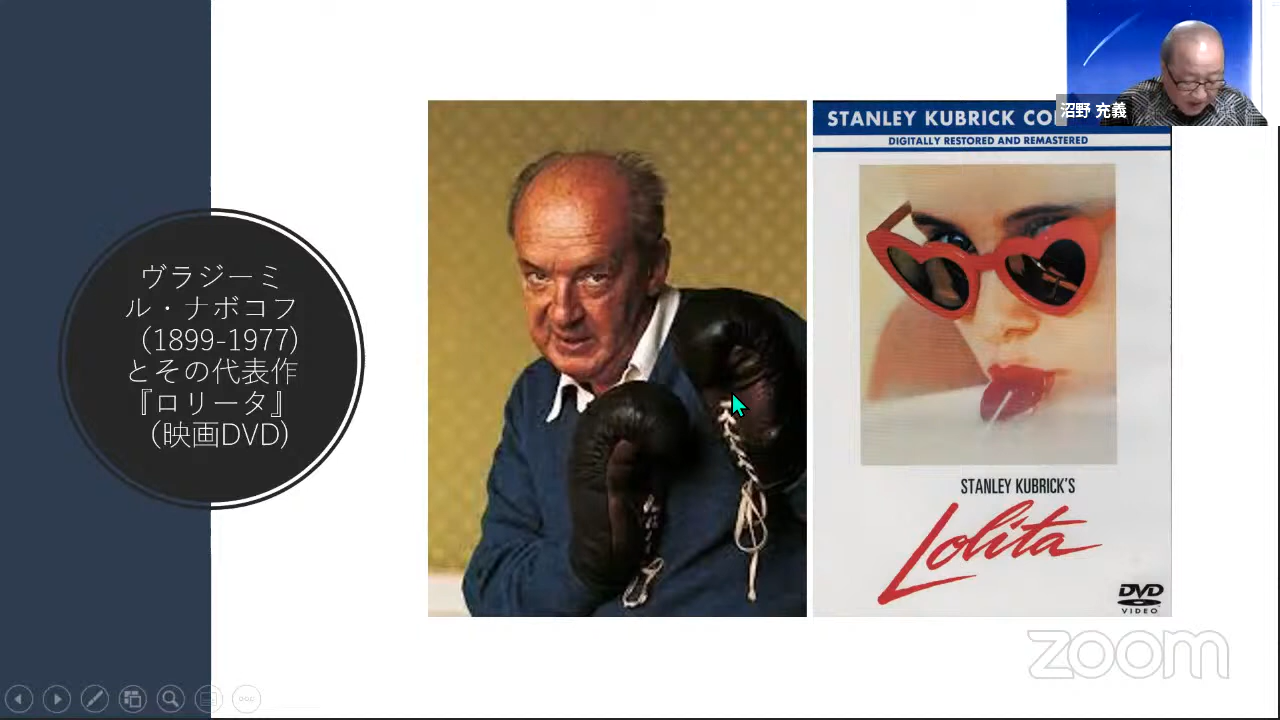 ヴラジーミ
ル・ナボコフ
(1899-1977)
とその代表作
『ロリータ』
(映画DVD)
STANLEY KUBRICK CO
DIGITALLY RESTORED AND REMASTERED
STANLEY KUBRICK'S
Lolita
DVD
VIDEO
沼野 充義
zoom